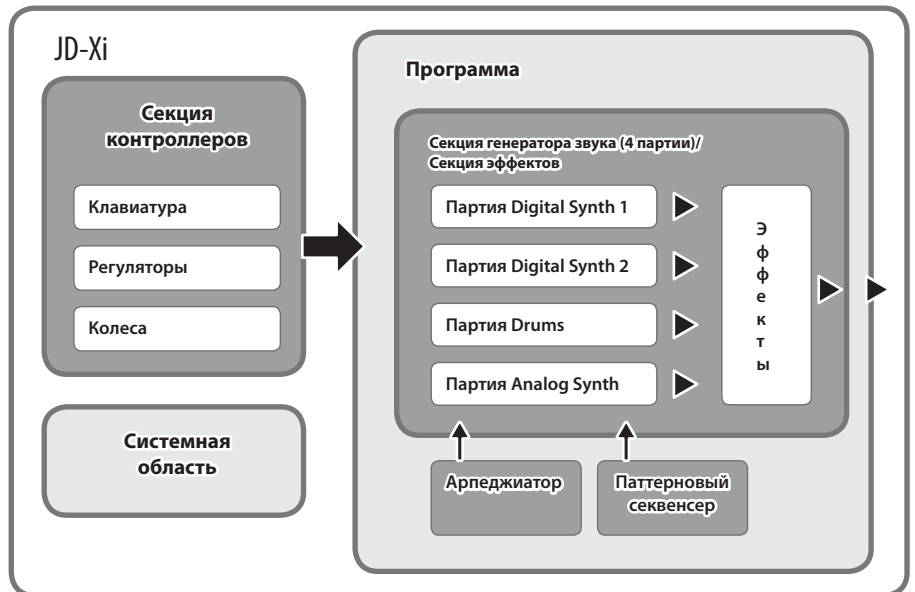 JD-Xi
Секция
контроллеров
Клавиатура
Регуляторы
Колеса
Системная
область
Программа
Секция генератора звука (4 партии)/
Секция эффектов
Партия Digital Synth 1
Партия Digital Synth 2
Партия Drums
Партия Analog Synth
Эффекты
Арпеджиатор
Паттерновый
секвенсер